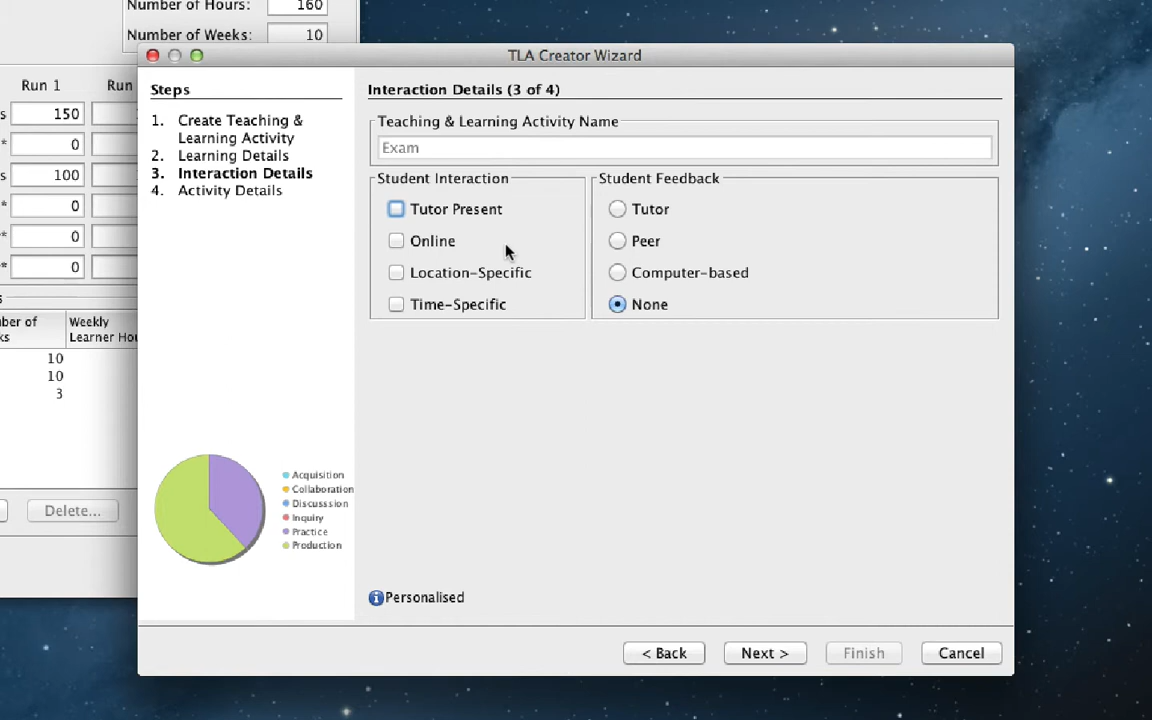 Number of Hours: 160
Number of Weeks: 10
TLA Creator Wizard
Run 1
Run
150
0
100
0
0
0
Weekly
Learner Hou
10
10
3
Delete...
Steps
1. Create Teaching &
Learning Activity
2. Learning Details
3. Interaction Details
4. Activity Details
Acquisition
Collaboration
Discusssion
Inquiry
Practice
Production
Interaction Details (3 of 4)
Teaching & Learning Activity Name
Exam
Student Interaction
Tutor Present
Online
Location-Specific
Time-Specific
Student Feedback
Tutor
Peer
Computer-based
None
Personalised
< Back
Next >
Finish
Cancel